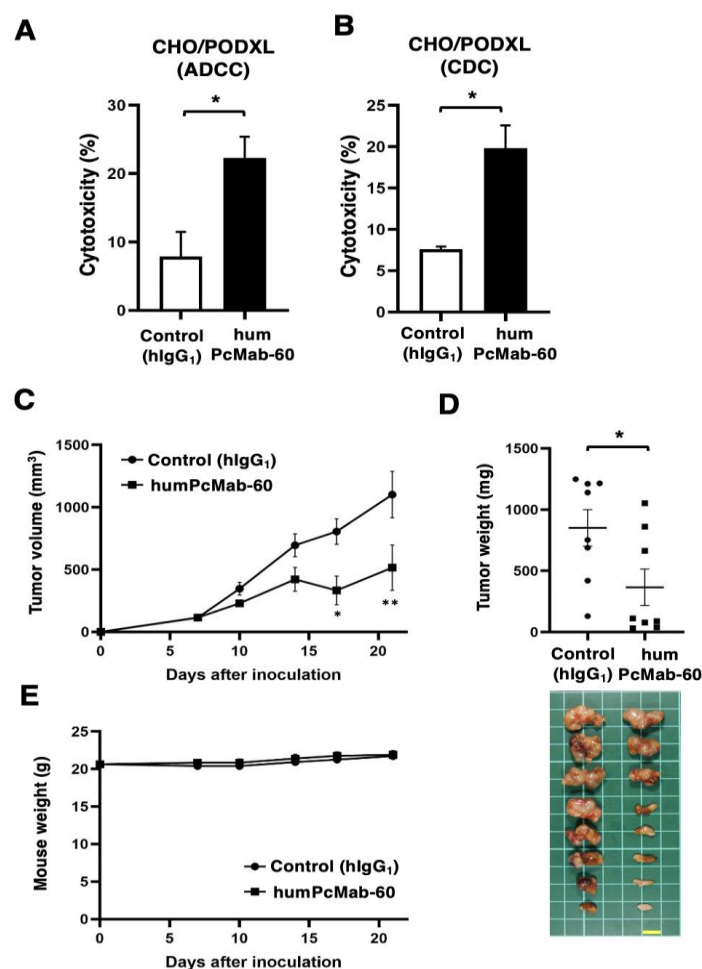 A
CHO/PODXL
(ADCC)
*
Cytotoxicity (%)
30
20
10
0
Control
(hIgG₁)
hum
PcMab-60
B
CHO/PODXL
(CDC)
*
Cytotoxicity (%)
25
20
15
10
5
0
Control
(hIgG₁)
hum
PcMab-60
C
Tumor volume (mm³)
1500
1000
500
0
Control (hIgG₁)
humPcMab-60
*
**
0 5 10 15 20
Days after inoculation
D
*
Tumor weight (mg)
1500
1000
500
0
Control
(hIgG₁)
hum
PcMab-60
E
Mouse weight (g)
25
20
15
10
5
0
Control (hIgG₁)
humPcMab-60
0 5 10 15 20
Days after inoculation